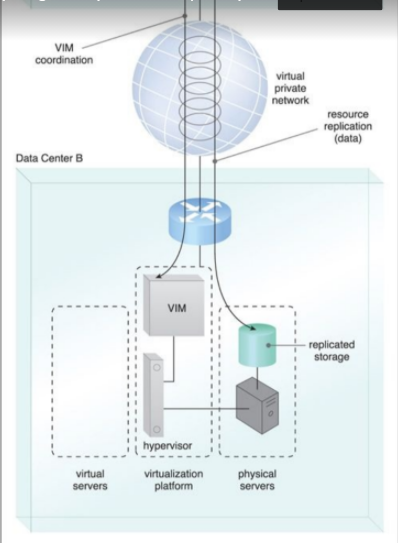 VIM
coordination
virtual
private
network
resource
replication
(data)
Data Center B
VIM
replicated
storage
hypervisor
virtual
servers
virtualization
platform
physical
servers